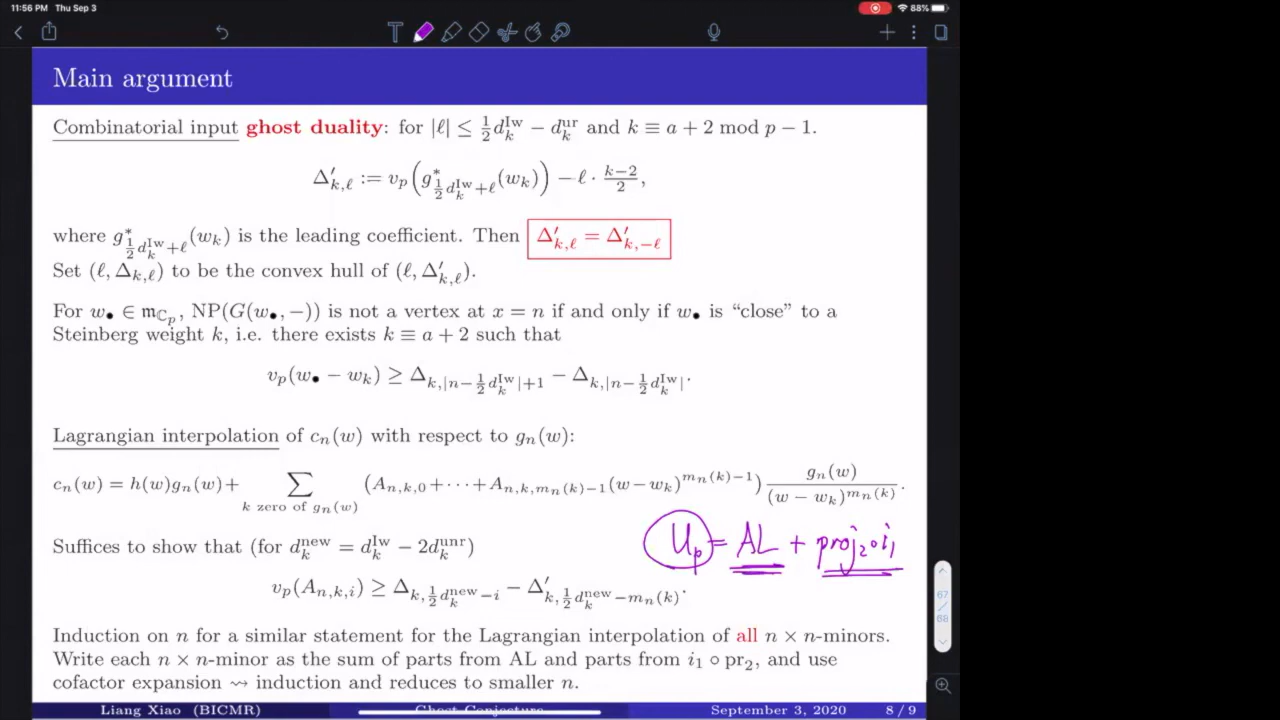 11:56 PM Thu Sep 3
88%
Main argument
Combinatorial input ghost duality: for |ℓ| ≤ ½d_k^{Iw} − d_k^{ur} and k ≡ a + 2 mod p − 1.
Δ'_{k,ℓ} := v_p(g*_{½d_k^{Iw}+ℓ}(w_k)) − ℓ · (k−2)/2,
where g*_{½d_k^{Iw}+ℓ}(w_k) is the leading coefficient. Then Δ'_{k,ℓ} = Δ'_{k,−ℓ}
Set (ℓ, Δ_{k,ℓ}) to be the convex hull of (ℓ, Δ'_{k,ℓ}).
For w_• ∈ 𝔪_{ℂ_p}, NP(G(w_•, −)) is not a vertex at x = n if and only if w_• is “close” to a
Steinberg weight k, i.e. there exists k ≡ a + 2 such that
v_p(w_• − w_k) ≥ Δ_{k,|n−½d_k^{Iw}|+1} − Δ_{k,|n−½d_k^{Iw}|}.
Lagrangian interpolation of c_n(w) with respect to g_n(w):
c_n(w) = h(w)g_n(w) + ∑_{k zero of g_n(w)} (A_{n,k,0} + ⋯ + A_{n,k,m_n(k)−1}(w−w_k)^{m_n(k)−1}) g_n(w)/(w − w_k)^{m_n(k)}.
U_p = AL + proj_2∘i_1
Suffices to show that (for d_k^{new} = d_k^{Iw} − 2d_k^{unr})
v_p(A_{n,k,i}) ≥ Δ_{k,½d_k^{new}−i} − Δ'_{k,½d_k^{new}−m_n(k)}.
67
/
68
Induction on n for a similar statement for the Lagrangian interpolation of all n × n-minors.
Write each n × n-minor as the sum of parts from AL and parts from i_1 ∘ pr_2, and use
cofactor expansion ⇝ induction and reduces to smaller n.
Liang Xiao (BICMR) Ghost Conjecture September 3, 2020 8 / 9